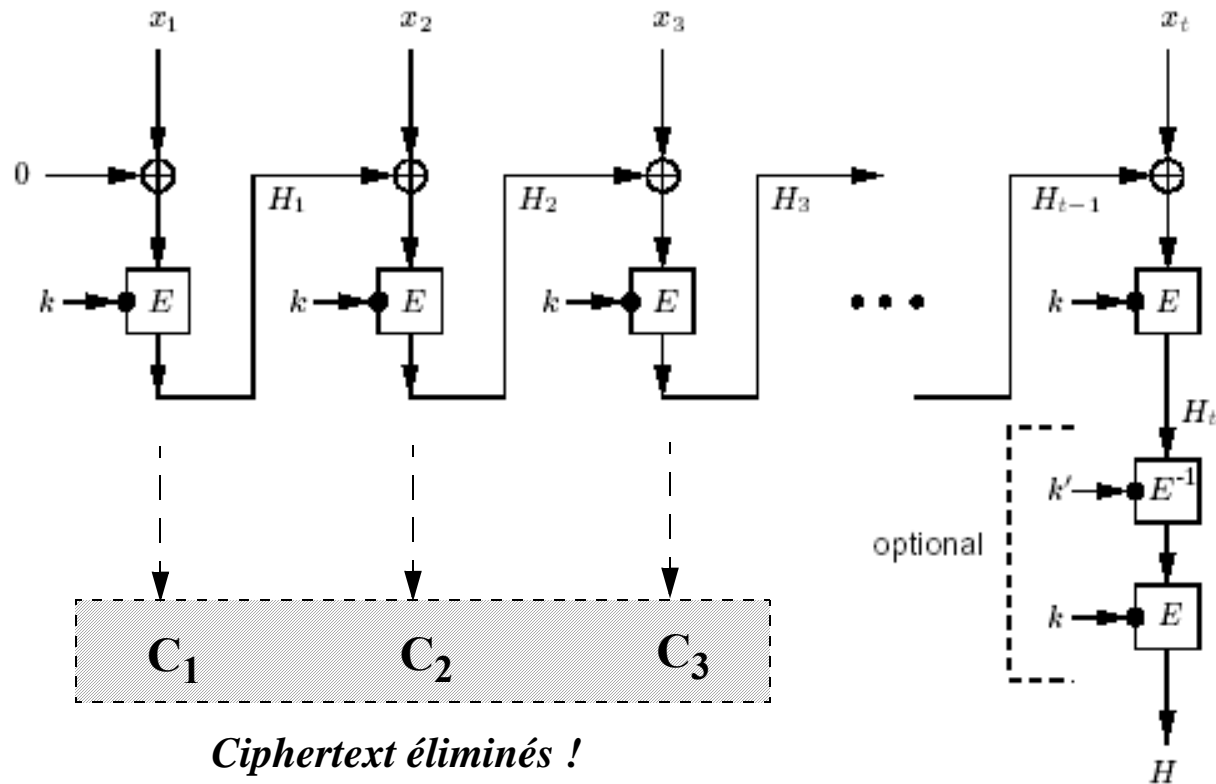 x₁ x₂ x₃ xₜ
0 H₁ H₂ H₃ Hₜ₋₁
k E k E k E • • • k E
Hₜ
k′ E⁻¹
optional
k E
C₁ C₂ C₃
Ciphertext éliminés !
H